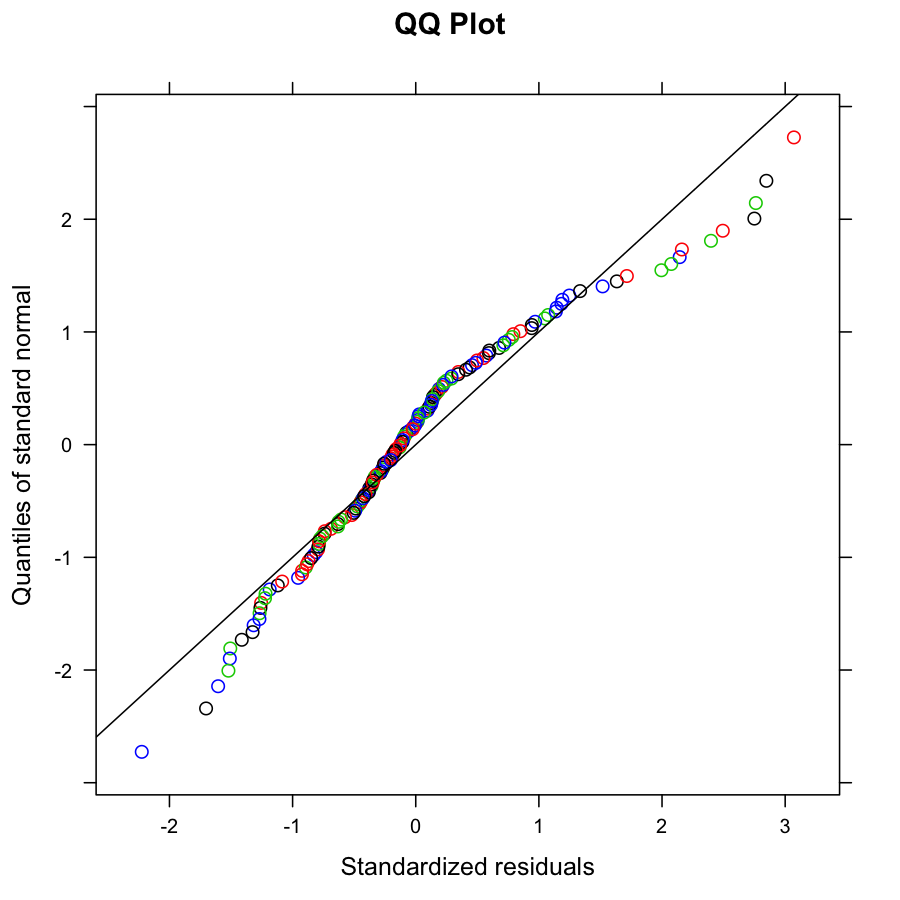 QQ Plot
Quantiles of standard normal
2
1
0
-1
-2
-2 -1 0 1 2 3
Standardized residuals